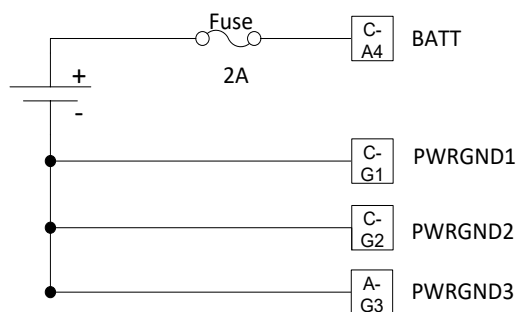 Fuse
C-
A4
BATT
2A
+
-
C-
G1
PWRGND1
C-
G2
PWRGND2
A-
G3
PWRGND3